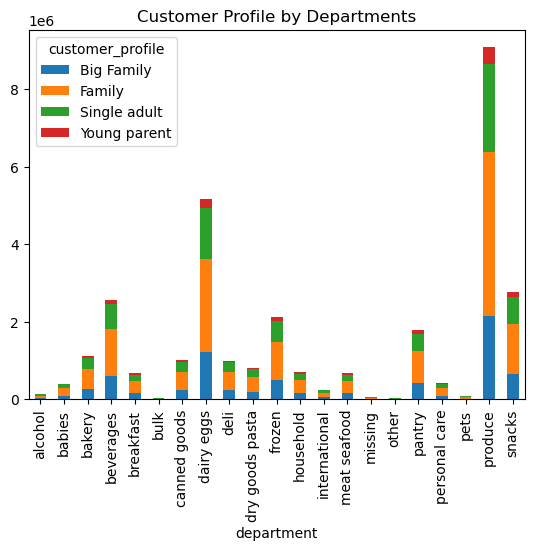 Customer Profile by Departments
1e6
customer_profile
Big Family
Family
Single adult
Young parent
8
6
4
2
0
alcohol
babies
bakery
beverages
breakfast
bulk
canned goods
dairy eggs
deli
dry goods pasta
frozen
household
international
meat seafood
missing
other
pantry
personal care
pets
produce
snacks
department